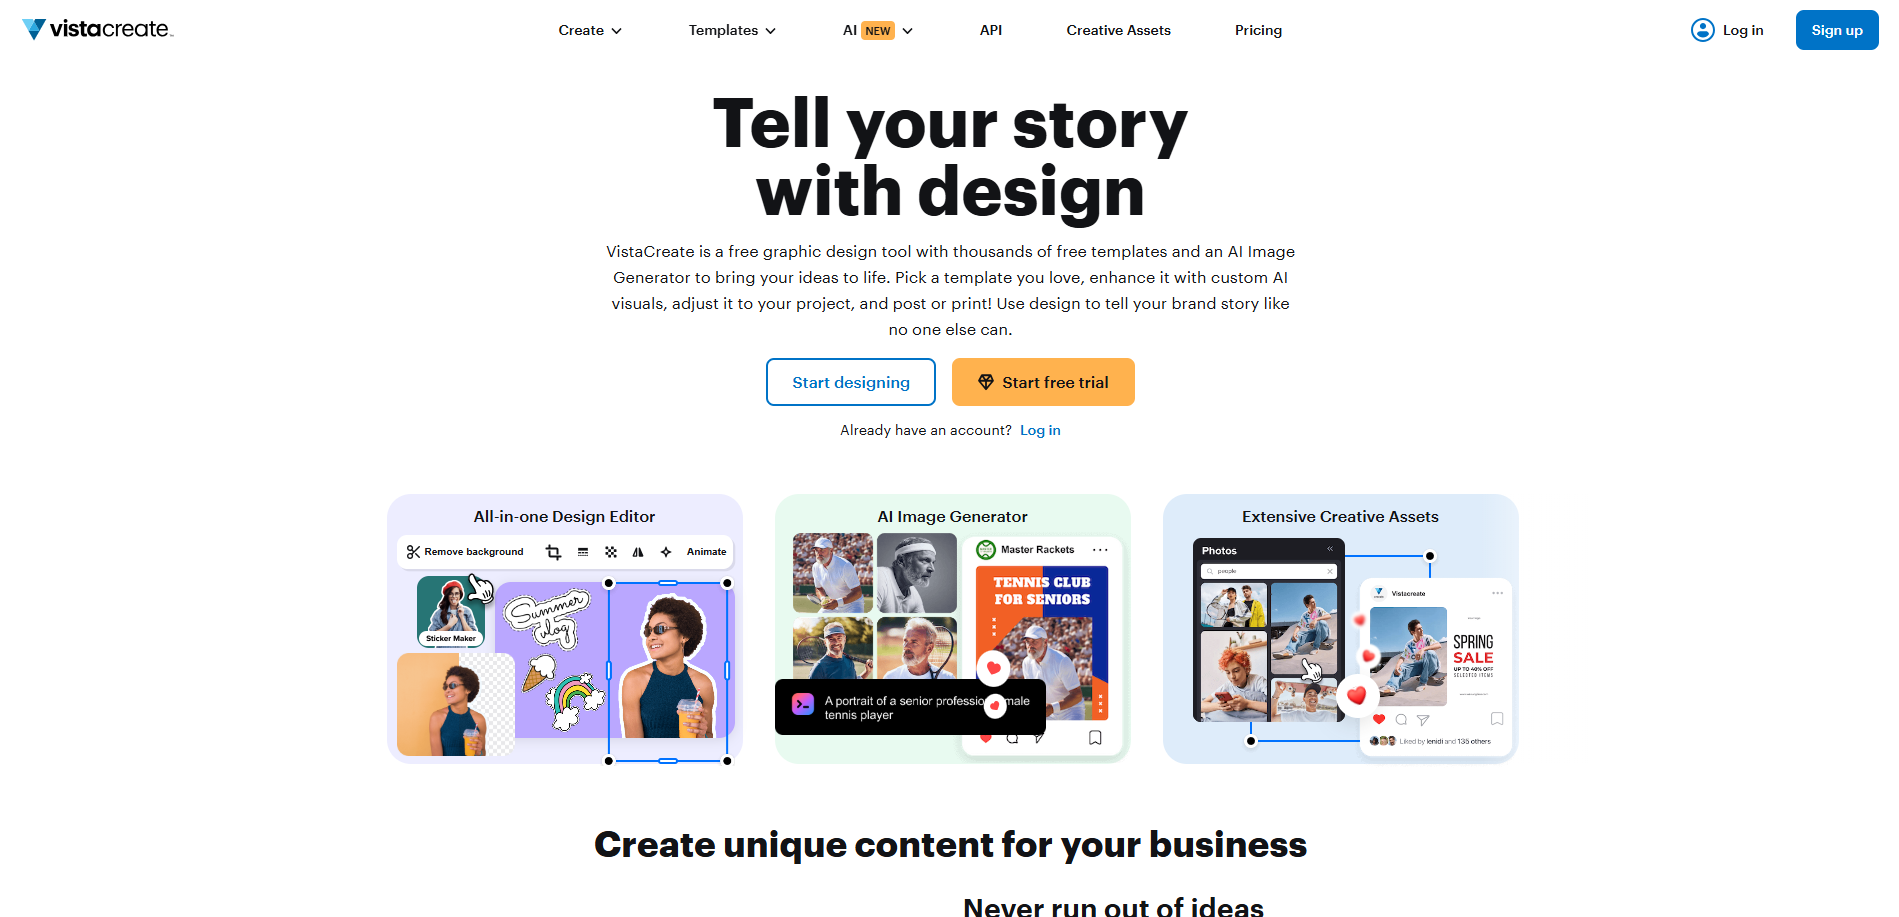 vistacreate
Create
Templates
AI NEW
API
Creative Assets
Pricing
Log in
Sign up
Tell your story
with design
VistaCreate is a free graphic design tool with thousands of free templates and an AI Image
Generator to bring your ideas to life. Pick a template you love, enhance it with custom AI
visuals, adjust it to your project, and post or print! Use design to tell your brand story like
no one else can.
Start designing
Start free trial
Already have an account? Log in
All-in-one Design Editor
Remove background
Animate
Sticker Maker
Summer
vlog
AI Image Generator
Master Rackets
TENNIS CLUB
FOR SENIORS
A portrait of a senior professio male
tennis player
Extensive Creative Assets
Photos
people
Vistacreate
SPRING
SALE
UP TO 40% OFF
SELECTED ITEMS
Liked by lenidi and 135 others
Create unique content for your business
Never run out of ideas